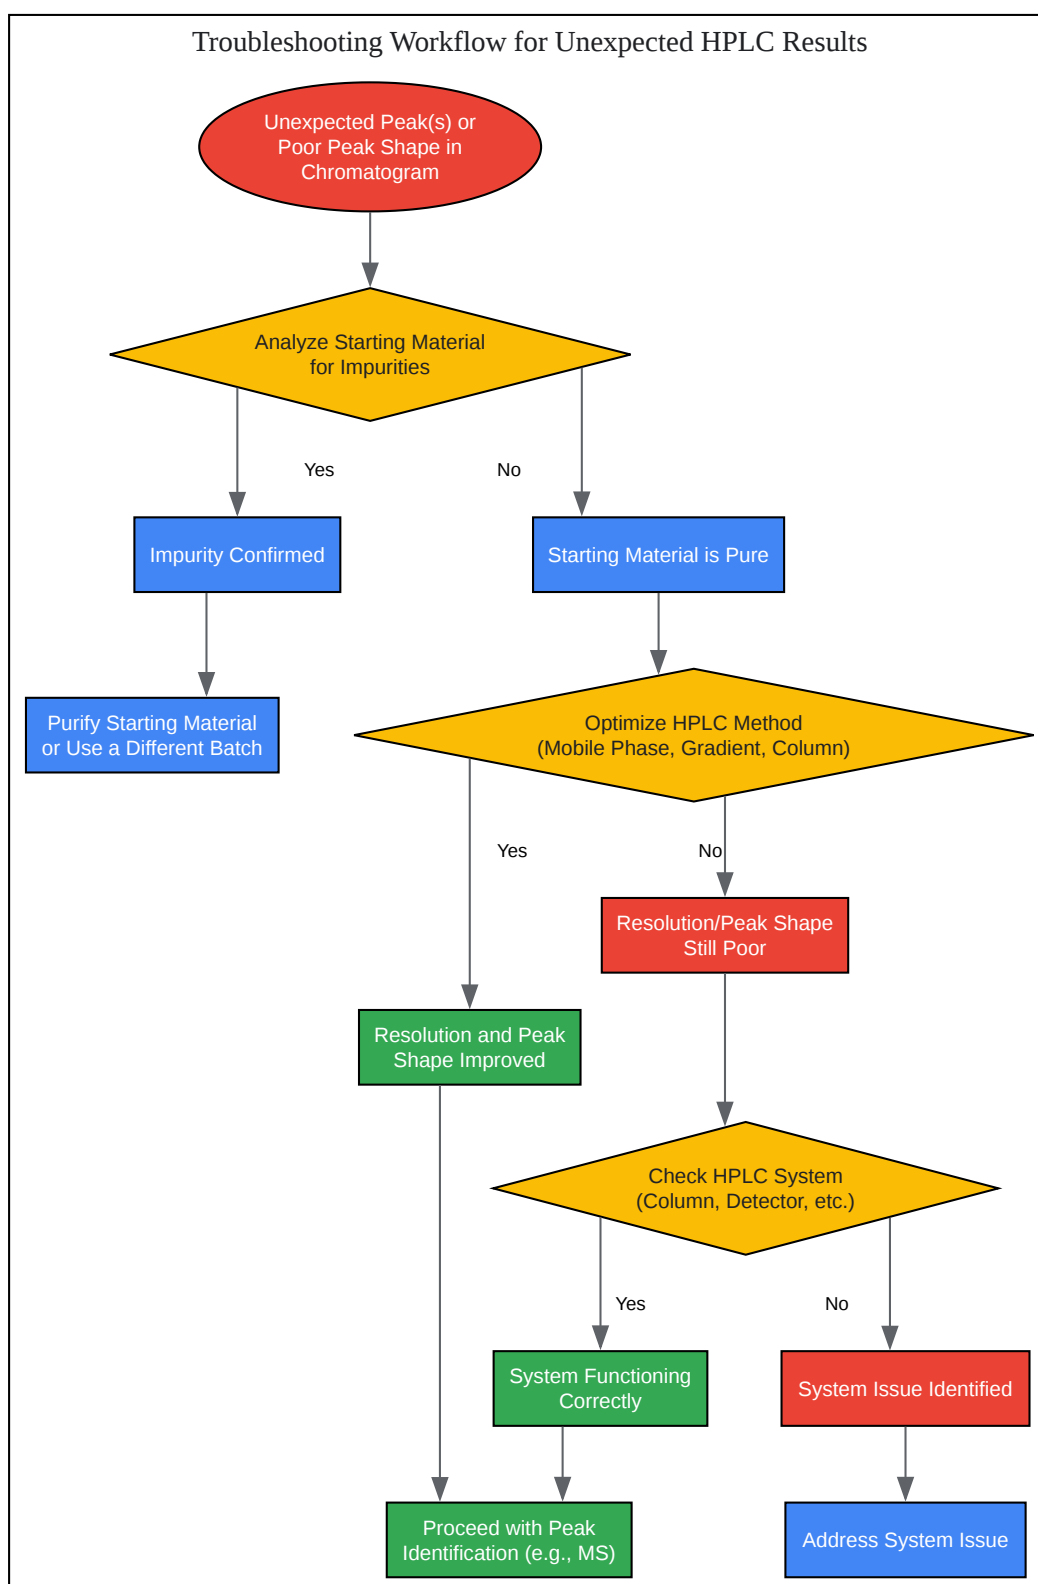 Troubleshooting Workflow for Unexpected HPLC Results
Unexpected Peak(s) or
Poor Peak Shape in
Chromatogram
Analyze Starting Material
for Impurities
Yes
No
Impurity Confirmed
Starting Material is Pure
Purify Starting Material
or Use a Different Batch
Optimize HPLC Method
(Mobile Phase, Gradient, Column)
Yes
No
Resolution/Peak Shape
Still Poor
Resolution and Peak
Shape Improved
Check HPLC System
(Column, Detector, etc.)
Yes
No
System Functioning
Correctly
System Issue Identified
Proceed with Peak
Identification (e.g., MS)
Address System Issue